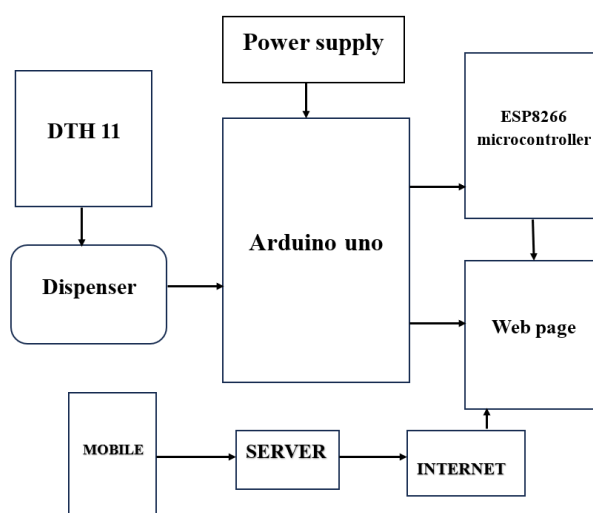 Power supply
DTH 11
ESP8266
microcontroller
Arduino uno
Dispenser
Web page
MOBILE
SERVER
INTERNET